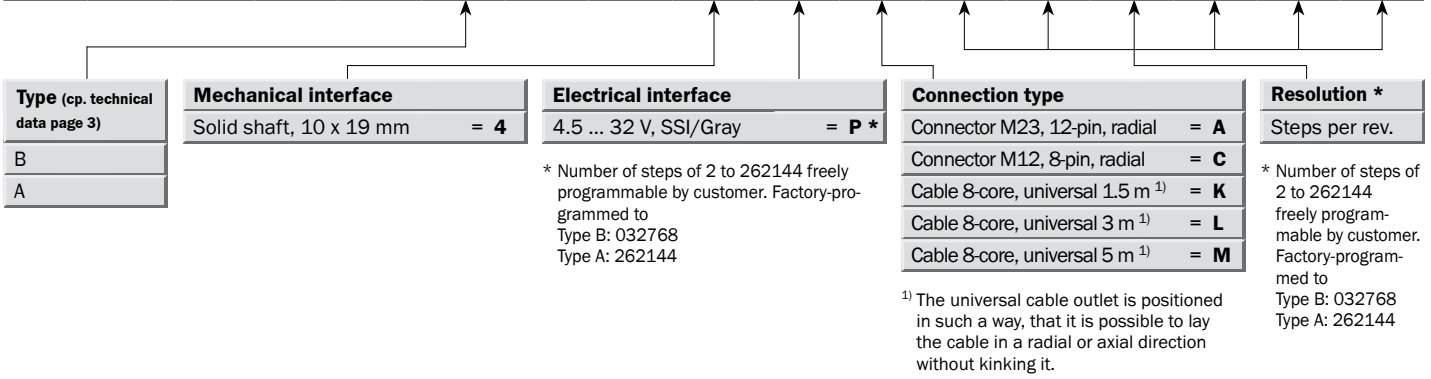 Type (cp. technical
data page 3)
B
A
Mechanical interface
Solid shaft, 10 x 19 mm = 4
Electrical interface
4.5 ... 32 V, SSI/Gray = P *
* Number of steps of 2 to 262144 freely
programmable by customer. Factory-pro-
grammed to
Type B: 032768
Type A: 262144
Connection type
Connector M23, 12-pin, radial = A
Connector M12, 8-pin, radial = C
Cable 8-core, universal 1.5 m 1) = K
Cable 8-core, universal 3 m 1) = L
Cable 8-core, universal 5 m 1) = M
1) The universal cable outlet is positioned
in such a way, that it is possible to lay
the cable in a radial or axial direction
without kinking it.
Resolution *
Steps per rev.
* Number of steps of
2 to 262144
freely program-
mable by customer.
Factory-program-
med to
Type B: 032768
Type A: 262144